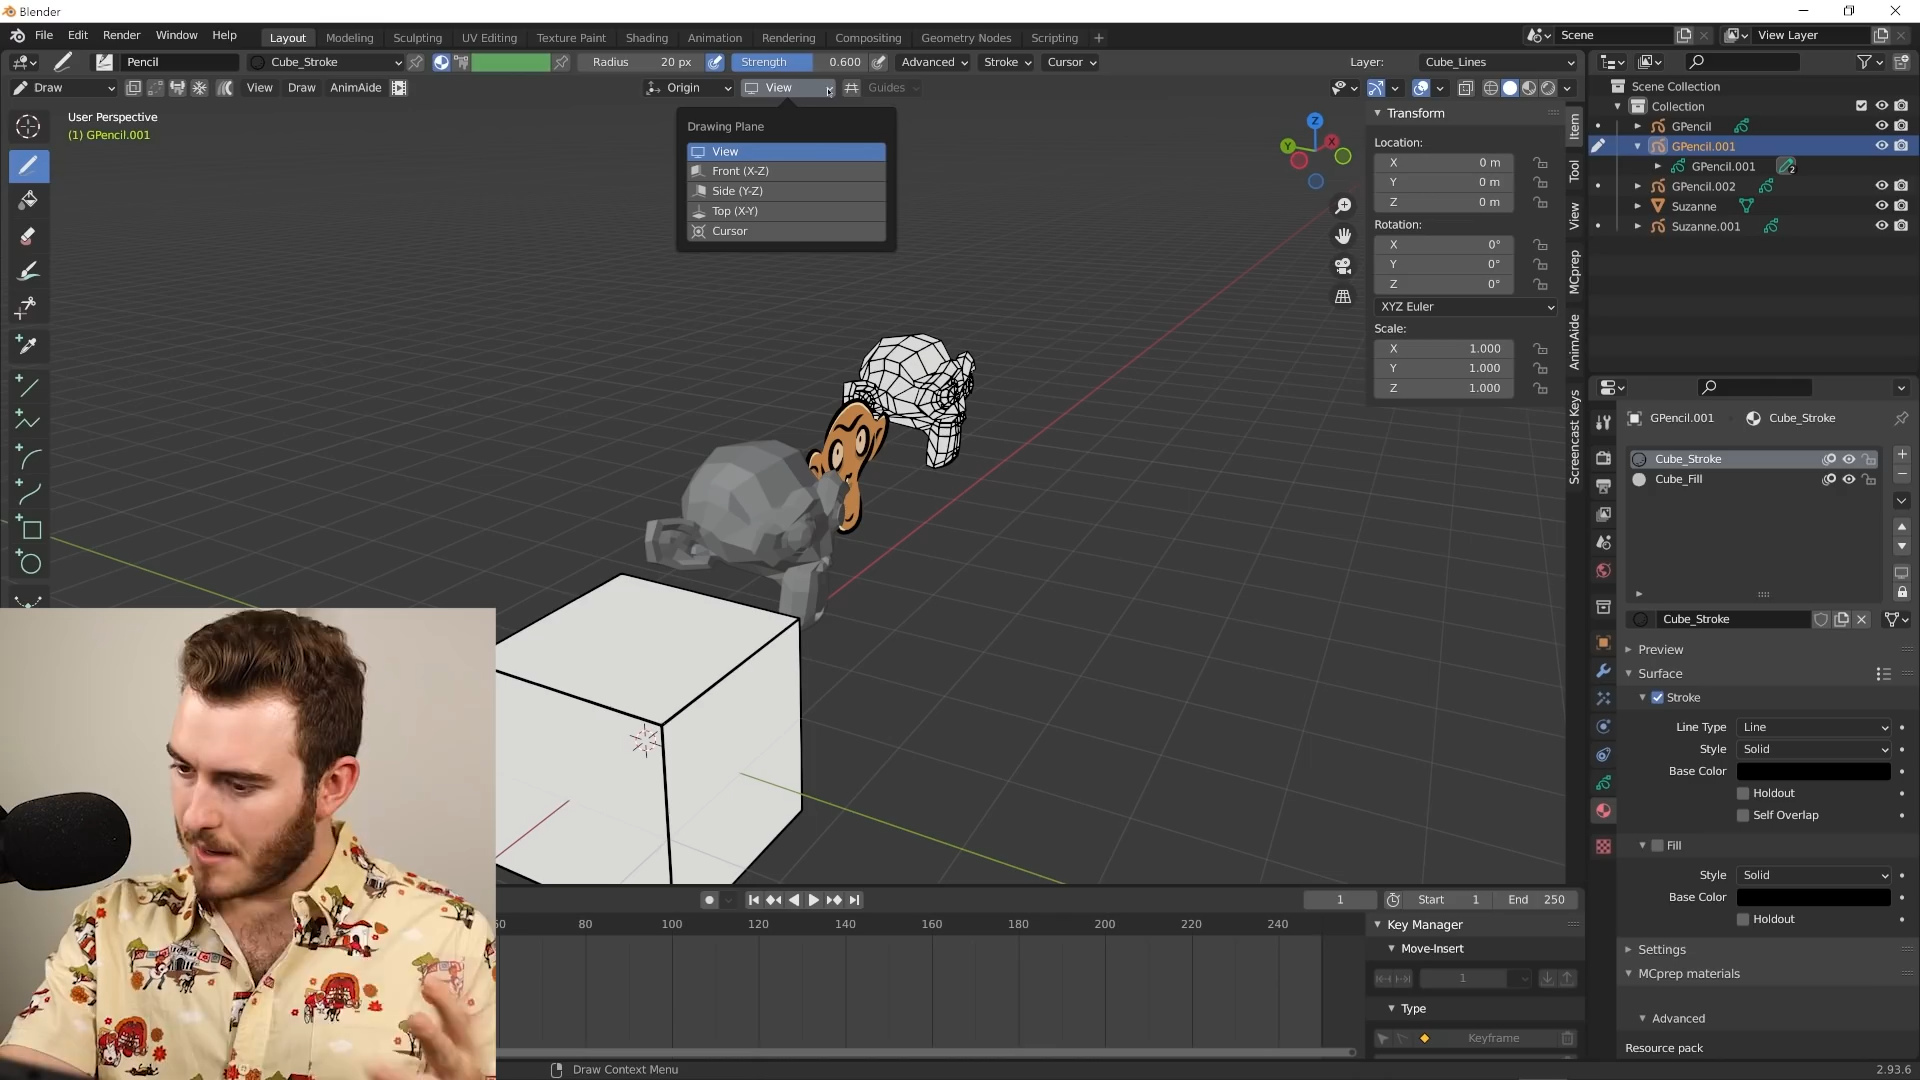 Blender
File Edit Render Window Help
Layout Modeling Sculpting UV Editing Texture Paint Shading Animation Rendering Compositing Geometry Nodes Scripting +
Scene
View Layer
Pencil
Cube_Stroke
Radius 20 px
Strength 0.600
Advanced
Stroke
Cursor
Layer:
Cube_Lines
Draw
View
Draw
AnimAide
Origin
View
Guides
User Perspective
(1) GPencil.001
Drawing Plane
View
Front (X-Z)
Side (Y-Z)
Top (X-Y)
Cursor
Z
Y
X
Transform
Location:
X 0 m
Y 0 m
Z 0 m
Rotation:
X 0°
Y 0°
Z 0°
XYZ Euler
Scale:
X 1.000
Y 1.000
Z 1.000
Item
Tool
View
MCprep
AnimAide
Screencast Keys
Scene Collection
Collection
GPencil
GPencil.001
GPencil.001
2
GPencil.002
Suzanne
Suzanne.001
GPencil.001
Cube_Stroke
Cube_Stroke
Cube_Fill
Cube_Stroke
Preview
Surface
Stroke
Line Type Line
Style Solid
Base Color
Holdout
Self Overlap
Fill
Style Solid
Base Color
Holdout
Settings
MCprep materials
Advanced
Resource pack
1
Start 1
End 250
60 80 100 120 140 160 180 200 220 240
Key Manager
Move-Insert
1
Type
Keyframe
Draw Context Menu
2.93.6